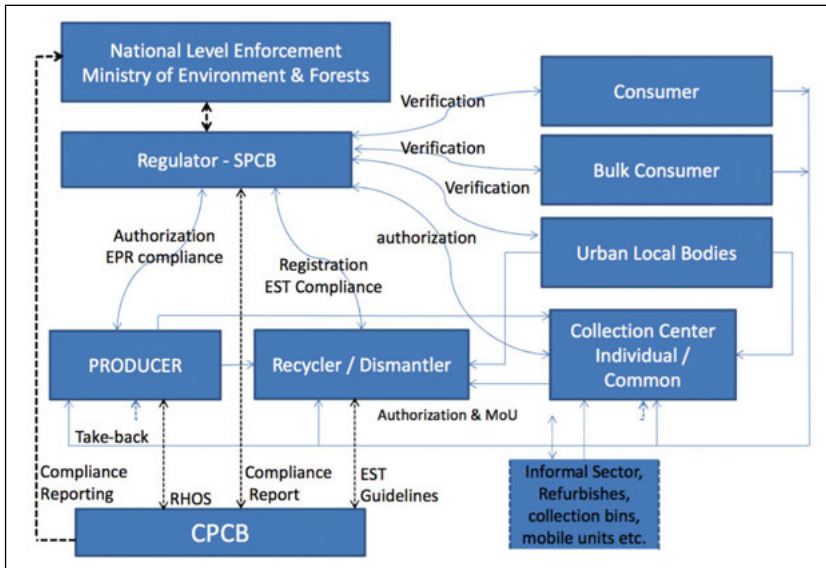 National Level Enforcement
Ministry of Environment & Forests
Consumer
Verification
Regulator - SPCB
Verification
Bulk Consumer
Verification
Authorization
EPR compliance
authorization
Urban Local Bodies
Registration
EST Compliance
PRODUCER
Recycler / Dismantler
Collection Center
Individual /
Common
Authorization & MoU
Take-back
Compliance
Reporting
RHOS
Compliance
Report
EST
Guidelines
Informal Sector,
Refurbishes,
collection bins,
mobile units etc.
CPCB